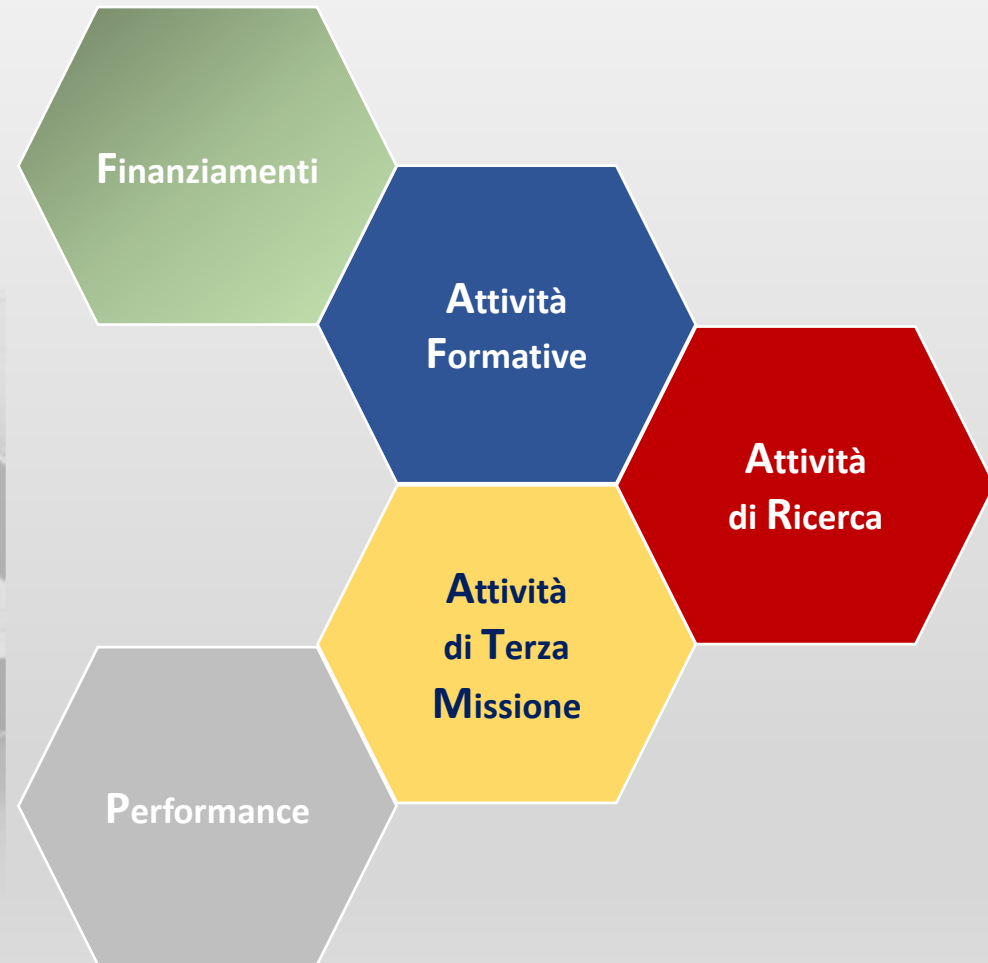 Finanziamenti
Attività
Formative
Attività
di Ricerca
Attività
di Terza
Missione
Performance